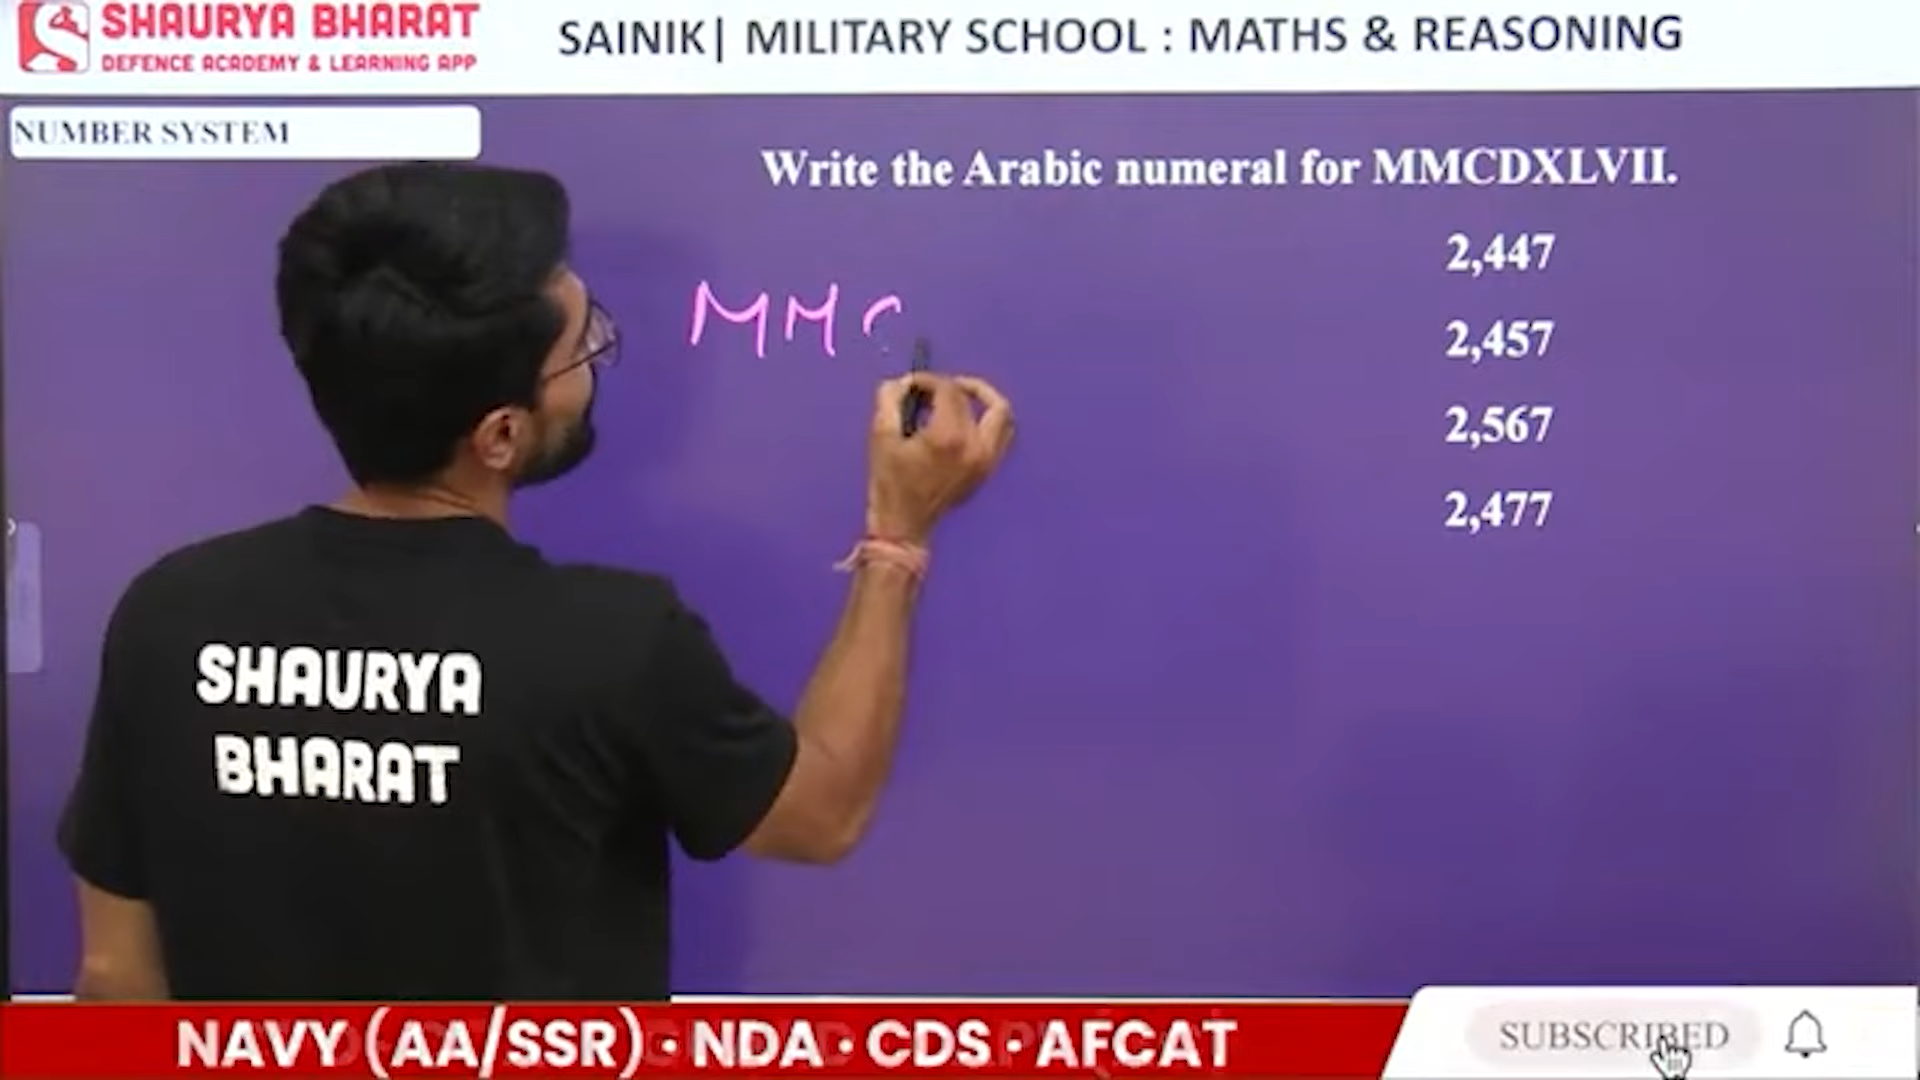 SHAURYA BHARAT
DEFENCE ACADEMY & LEARNING APP
SAINIK| MILITARY SCHOOL : MATHS & REASONING
NUMBER SYSTEM
Write the Arabic numeral for MMCDXLVII.
2,447
2,457
2,567
2,477
MMC
SHAURYA
BHARAT
NAVY (AA/SSR) · NDA · CDS · AFCAT
SUBSCRIBED